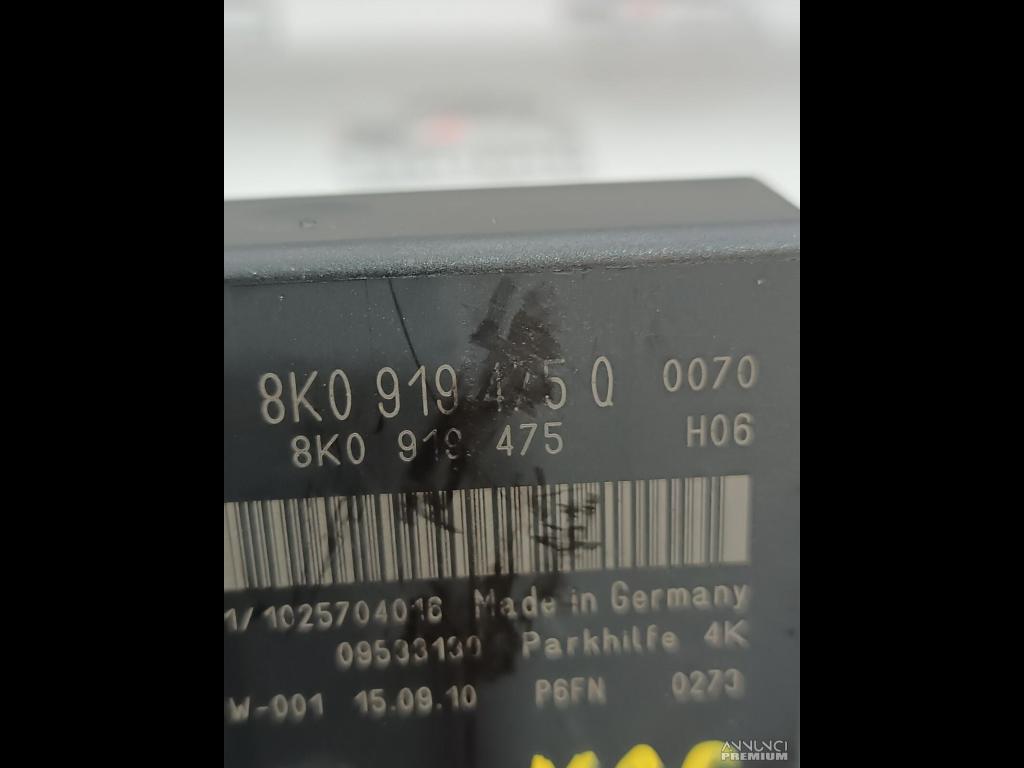 8K0 919 475 Q 0070
8K0 919 475 H06
1/1025704016 Made in Germany
09533130 Parkhilfe 4K
W-001 15.09.10 P6FN 0273
ANNUNCI
PREMIUM